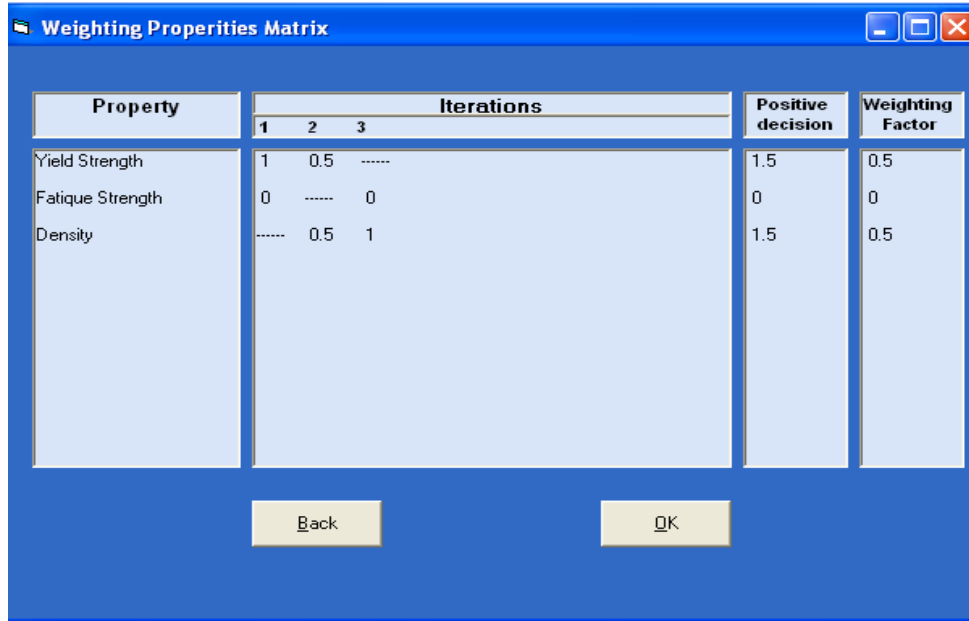 Weighting Properities Matrix
Property Iterations Positive decision Weighting Factor
1 2 3
Yield Strength 1 0.5 ------ 1.5 0.5
Fatique Strength 0 ------ 0 0 0
Density ------ 0.5 1 1.5 0.5
Back OK